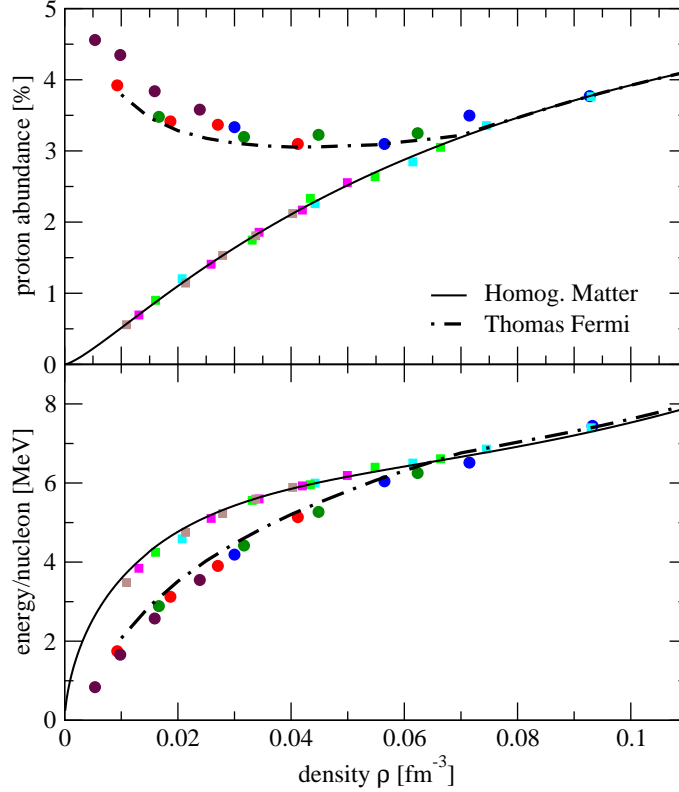 5
4
3
2
1
0
proton abundance [%]
Homog. Matter
Thomas Fermi
8
6
4
2
0
energy/nucleon [MeV]
0 0.02 0.04 0.06 0.08 0.1
density ρ [fm⁻³]